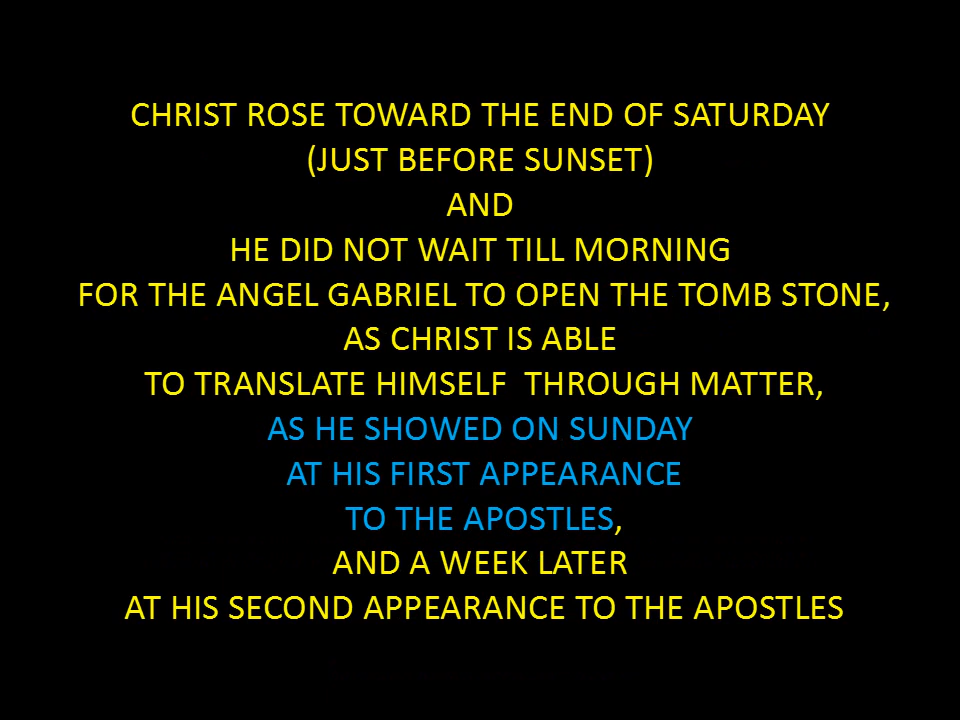 CHRIST ROSE TOWARD THE END OF SATURDAY
(JUST BEFORE SUNSET)
AND
HE DID NOT WAIT TILL MORNING
FOR THE ANGEL GABRIEL TO OPEN THE TOMB STONE,
AS CHRIST IS ABLE
TO TRANSLATE HIMSELF THROUGH MATTER,
AS HE SHOWED ON SUNDAY
AT HIS FIRST APPEARANCE
TO THE APOSTLES,
AND A WEEK LATER
AT HIS SECOND APPEARANCE TO THE APOSTLES